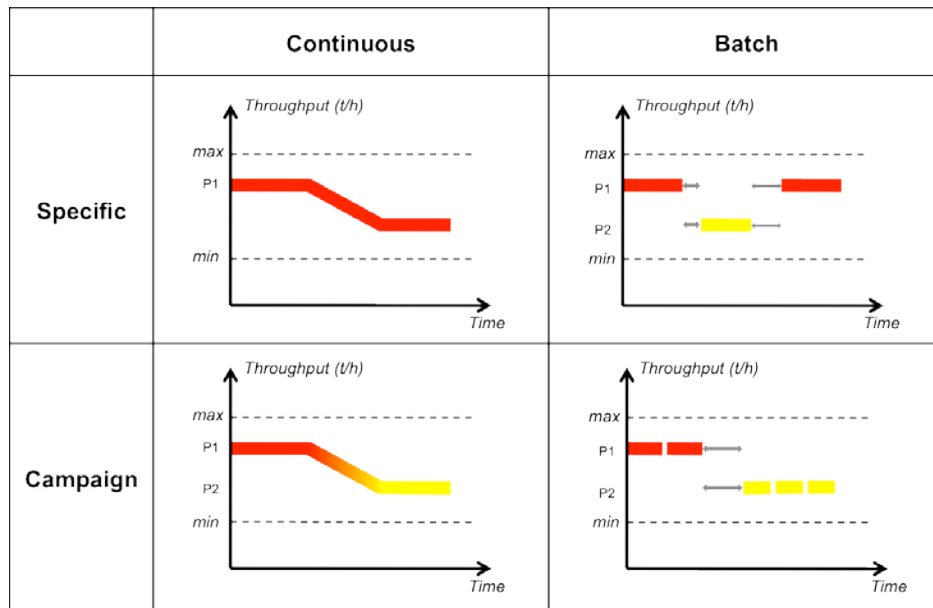 Continuous
Batch
Specific
Throughput (t/h)
max
P1
min
Time
Throughput (t/h)
max
P1
P2
min
Time
Campaign
Throughput (t/h)
max
P1
P2
min
Time
Throughput (t/h)
max
P1
P2
min
Time